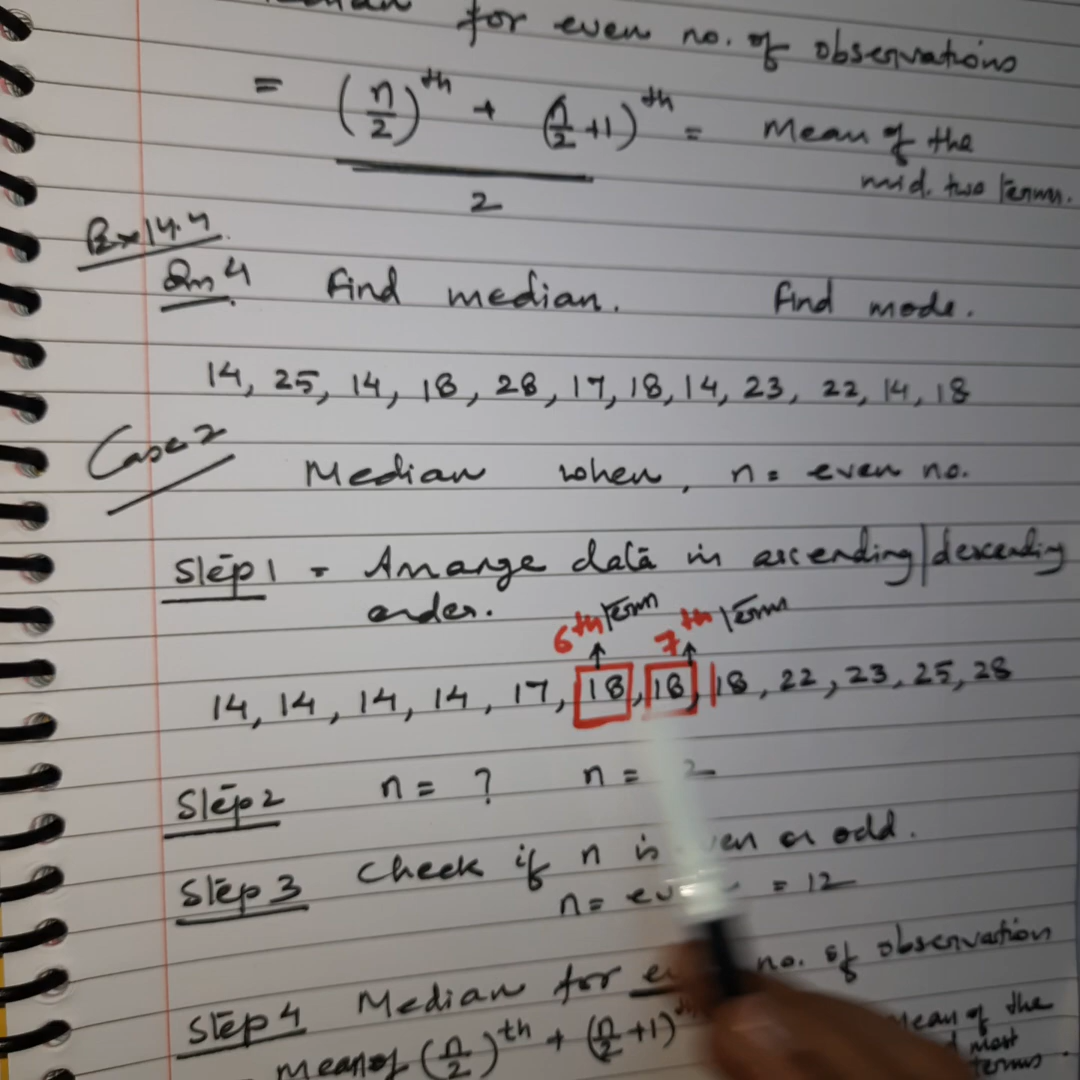 for even no. of observations
= (n/2)th + (n/2 +1)th = Mean of the
2 mid. two terms.
Ex 14.4
Qn 4 Find median. Find mode.
14, 25, 14, 18, 28, 17, 18, 14, 23, 22, 14, 18
Case 2
Median when, n = even no.
Step 1 - Arrange data in ascending/descending
order.
6th term 7th term
14, 14, 14, 14, 17, 18, 18, 18, 22, 23, 25, 28
Step 2 n = ? n = 2
Step 3 Check if n is or odd.
n = = 12
Step 4 Median for no. of observation
mean of (n/2)th + (n/2 +1)th mean of the
most
terms.